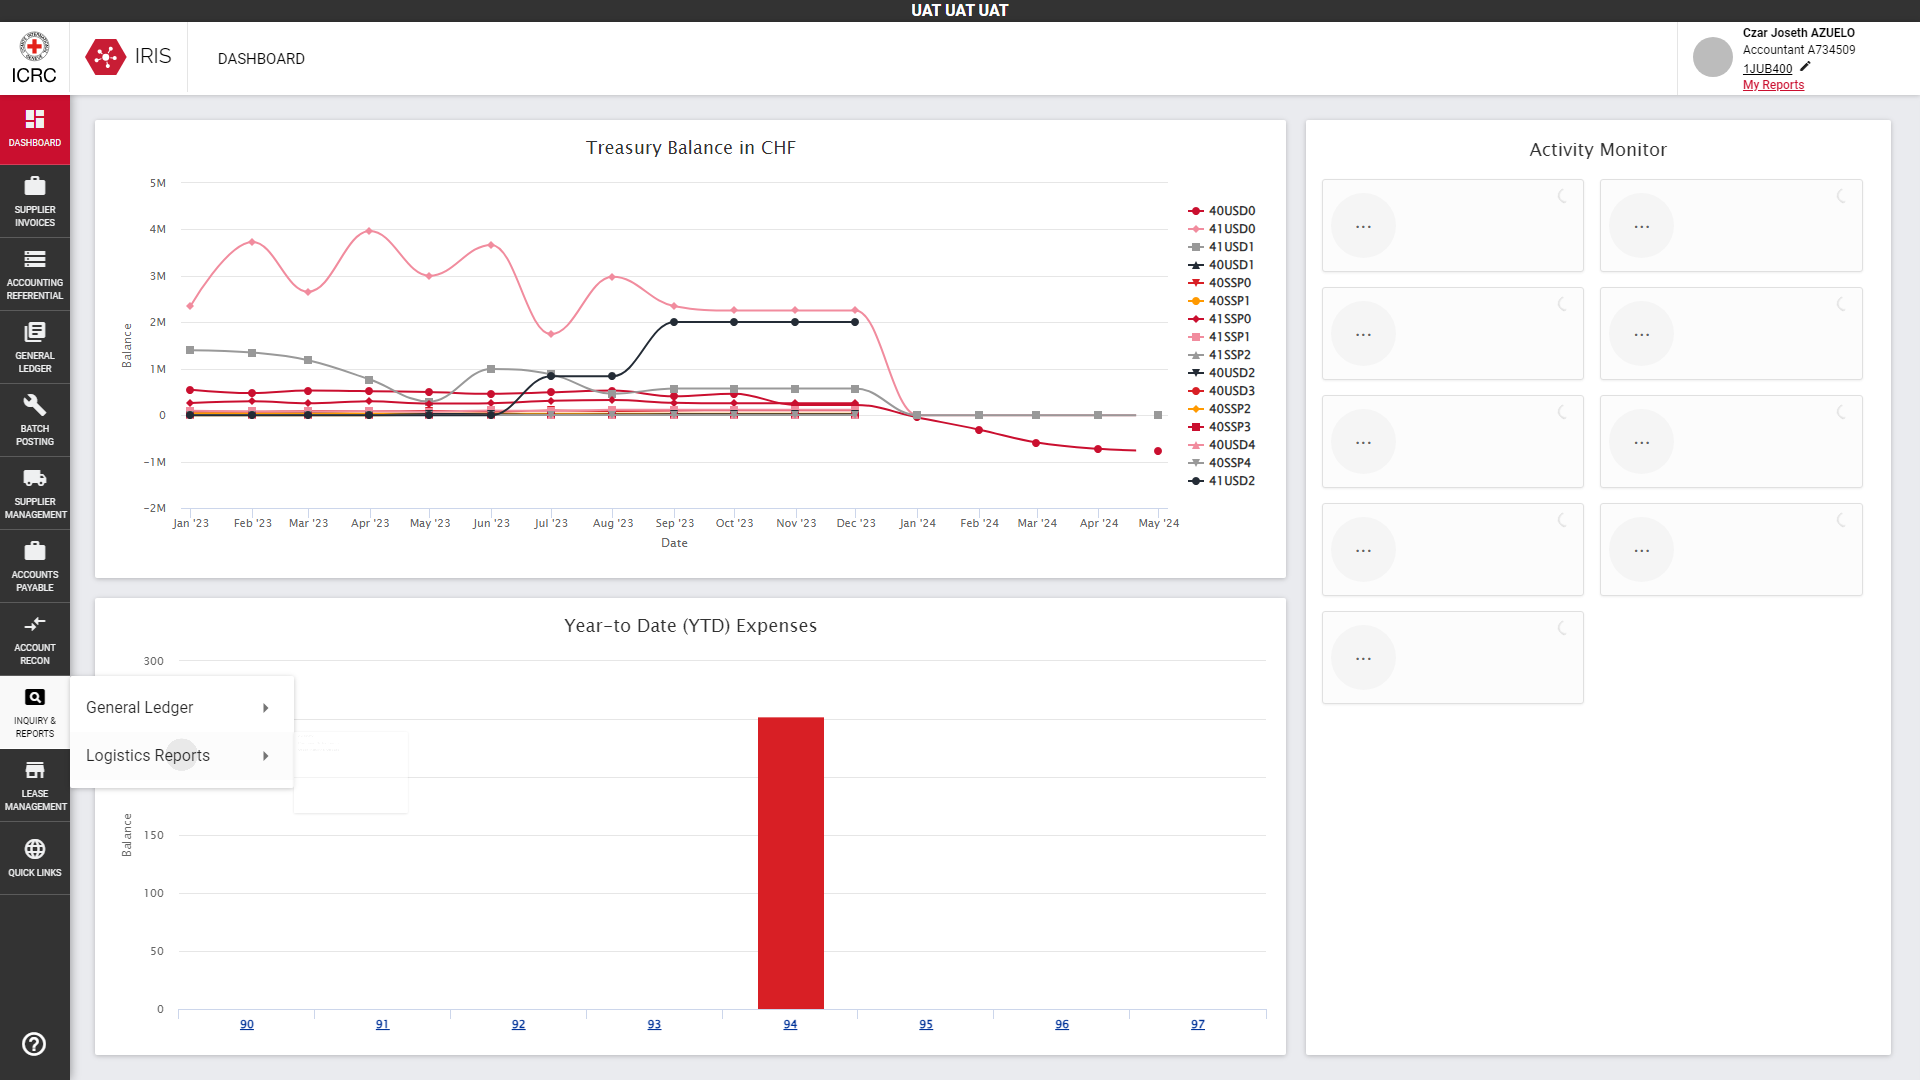 UAT UAT UAT
ICRC
IRIS
DASHBOARD
Czar Joseth AZUELO
Accountant A734509
1JUB400
My Reports
DASHBOARD
SUPPLIER
INVOICES
ACCOUNTING
REFERENTIAL
GENERAL
LEDGER
BATCH
POSTING
SUPPLIER
MANAGEMENT
ACCOUNTS
PAYABLE
ACCOUNT
RECON
INQUIRY &
REPORTS
LEASE
MANAGEMENT
QUICK LINKS
General Ledger
Logistics Reports
Treasury Balance in CHF
5M
4M
3M
2M
1M
0
-1M
-2M
Balance
Jan '23 Feb '23 Mar '23 Apr '23 May '23 Jun '23 Jul '23 Aug '23 Sep '23 Oct '23 Nov '23 Dec '23 Jan '24 Feb '24 Mar '24 Apr '24 May '24
Date
40USD0
41USD0
41USD1
40USD1
40SSP0
40SSP1
41SSP0
41SSP1
41SSP2
40USD2
40USD3
40SSP2
40SSP3
40USD4
40SSP4
41USD2
Year-to Date (YTD) Expenses
300
150
100
50
0
Balance
90 91 92 93 94 95 96 97
Activity Monitor
... ...
... ...
... ...
... ...
...